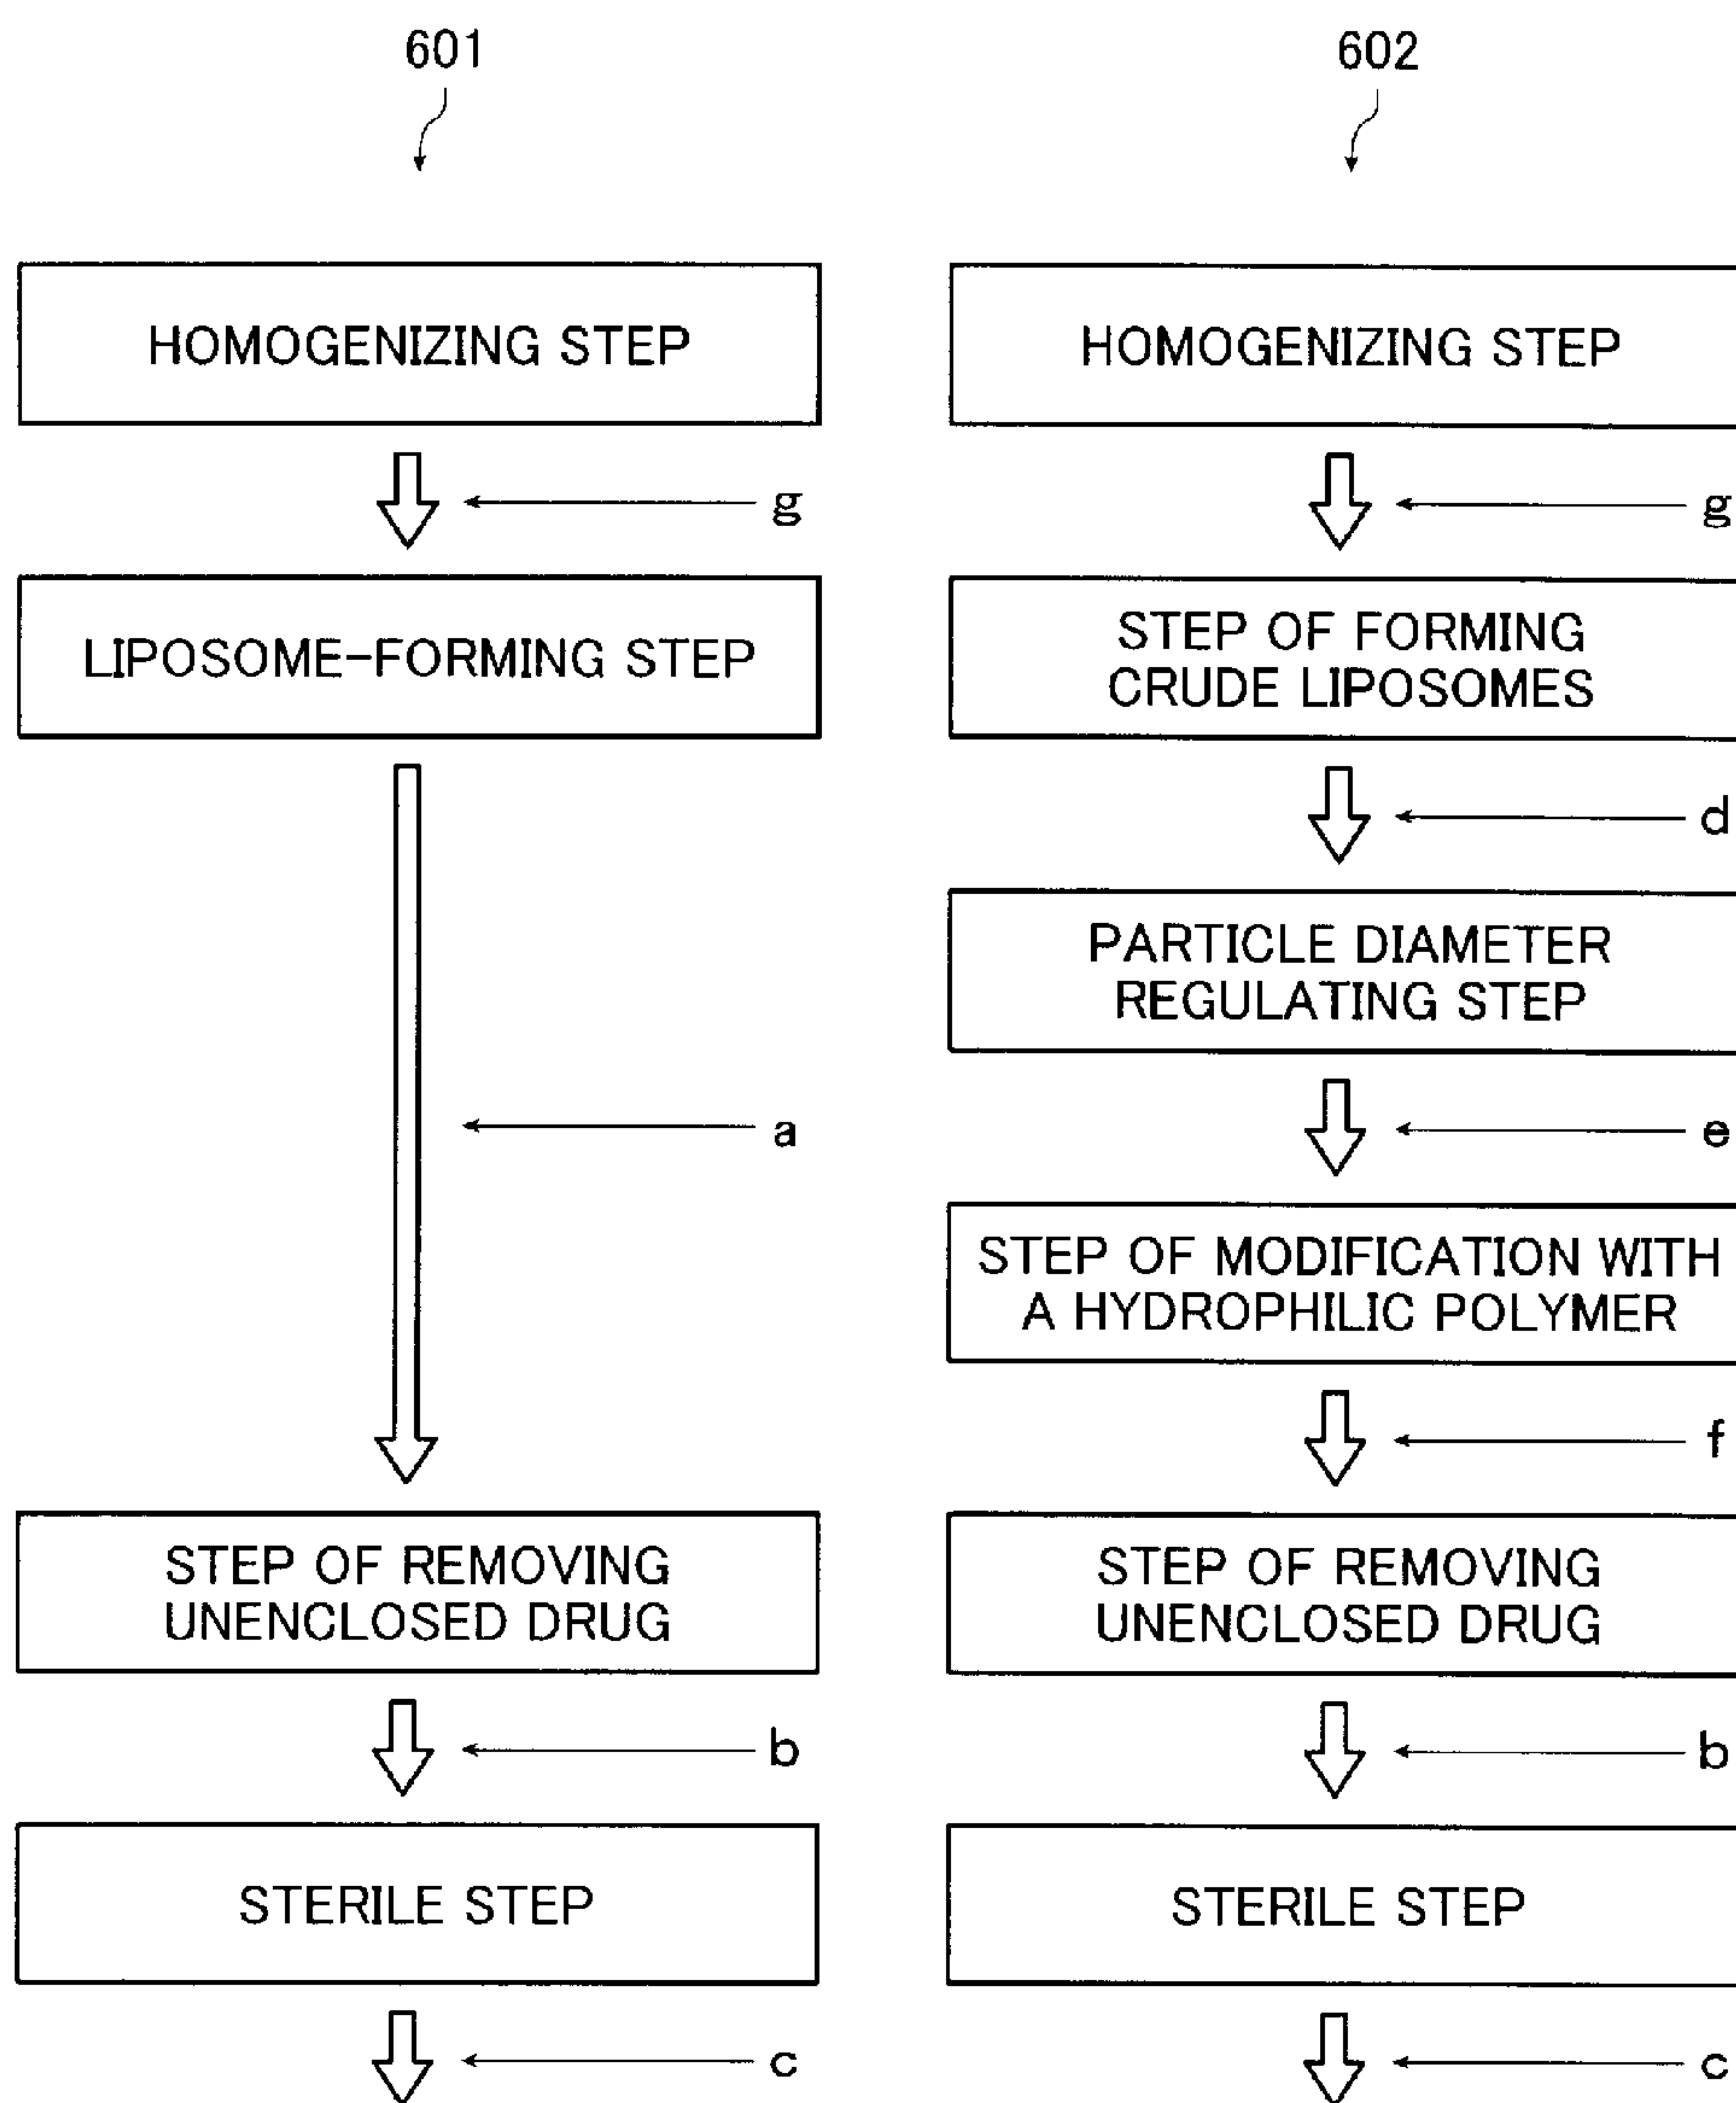 601
HOMOGENIZING STEP
g
LIPOSOME-FORMING STEP
a
STEP OF REMOVING
UNENCLOSED DRUG
b
STERILE STEP
c
602
HOMOGENIZING STEP
g
STEP OF FORMING
CRUDE LIPOSOMES
d
PARTICLE DIAMETER
REGULATING STEP
e
STEP OF MODIFICATION WITH
A HYDROPHILIC POLYMER
f
STEP OF REMOVING
UNENCLOSED DRUG
b
STERILE STEP
c